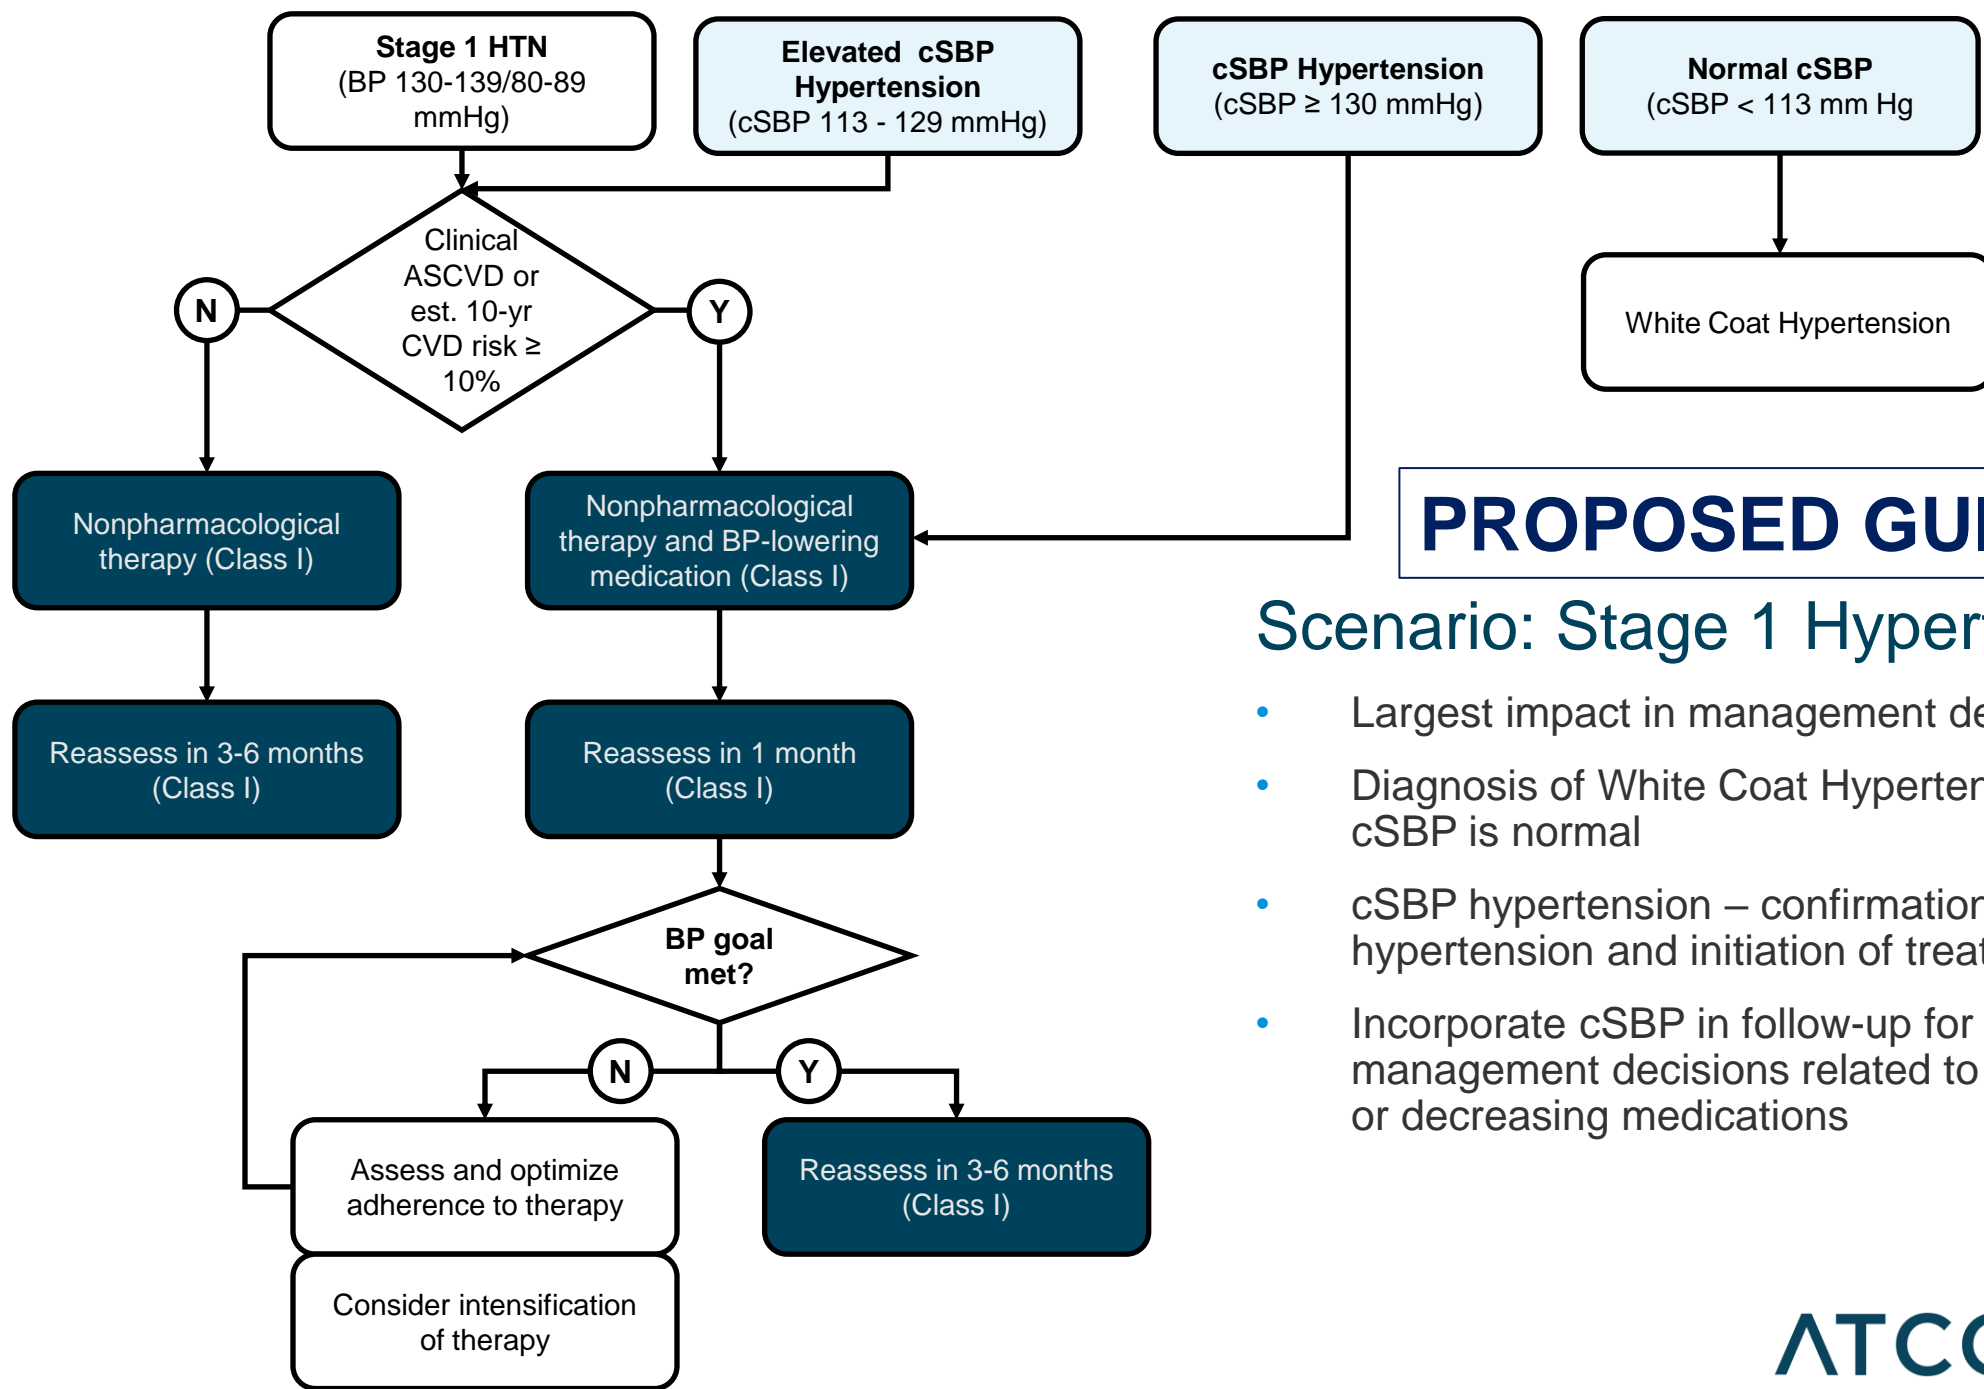 Stage 1 HTN
(BP 130-139/80-89
mmHg)
Elevated cSBP
Hypertension
(cSBP 113 - 129 mmHg)
cSBP Hypertension
(cSBP ≥ 130 mmHg)
Normal cSBP
(cSBP < 113 mm Hg
Clinical
ASCVD or
est. 10-yr
CVD risk ≥
10%
N
Y
White Coat Hypertension
Nonpharmacological
therapy (Class I)
Nonpharmacological
therapy and BP-lowering
medication (Class I)
Reassess in 3-6 months
(Class I)
Reassess in 1 month
(Class I)
BP goal
met?
N
Y
Assess and optimize
adherence to therapy
Reassess in 3-6 months
(Class I)
Consider intensification
of therapy
PROPOSED
Scenario: Stage 1
• Largest impact in management
• Diagnosis of White Coat
cSBP is normal
• cSBP hypertension – confirmation
hypertension and initiation of
• Incorporate cSBP in follow-up for
management decisions related to
or decreasing medications